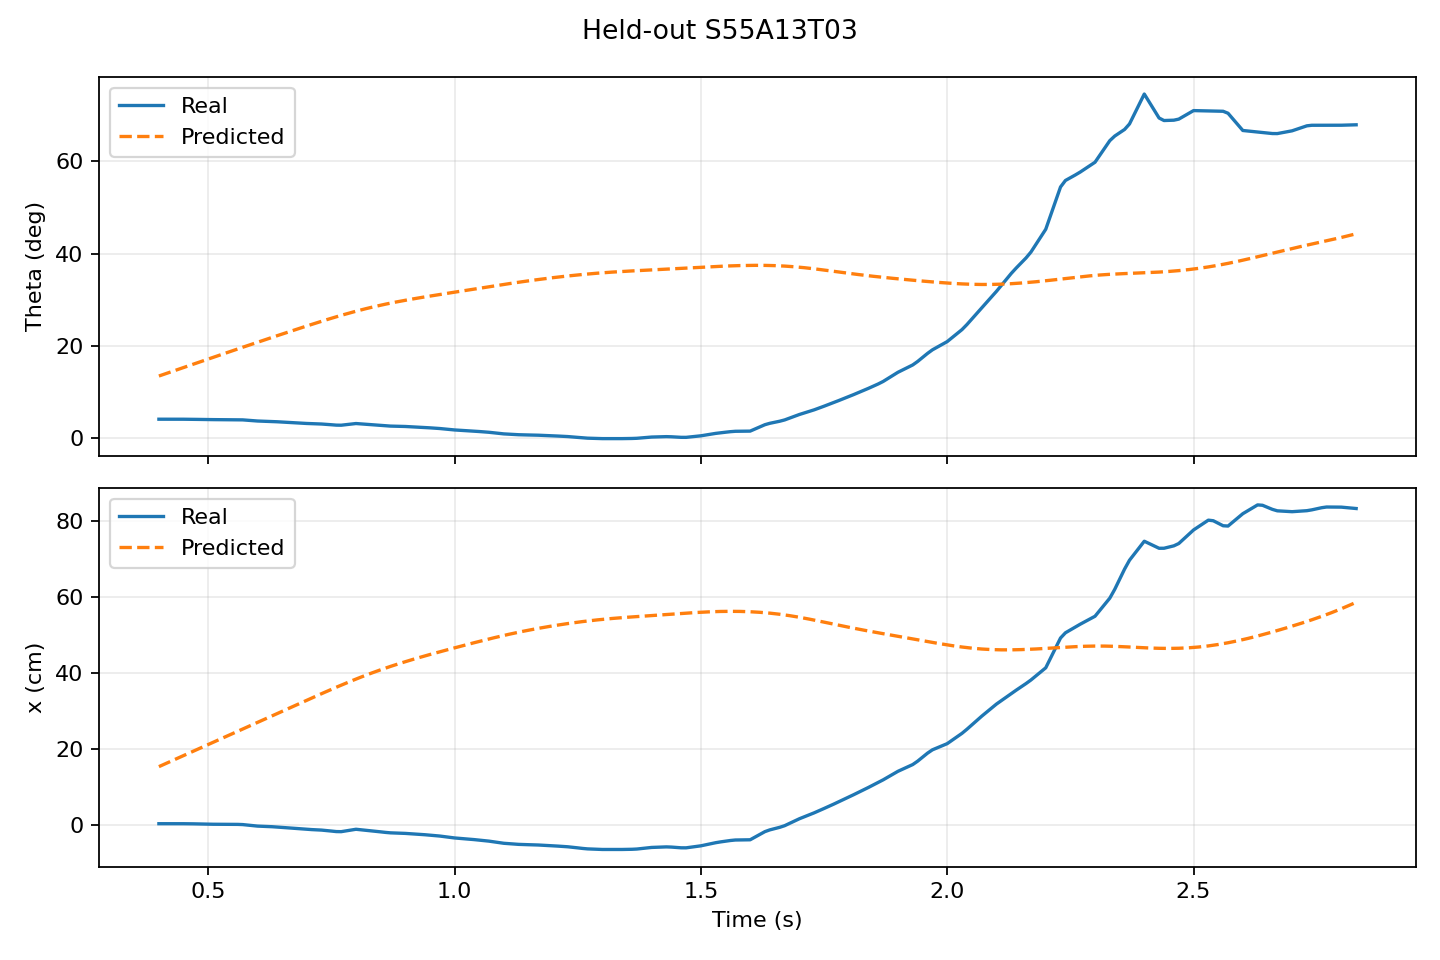 Held-out S55A13T03
Real
Predicted
Theta (deg)
60
40
20
0
Real
Predicted
x (cm)
80
60
40
20
0
0.5 1.0 1.5 2.0 2.5
Time (s)